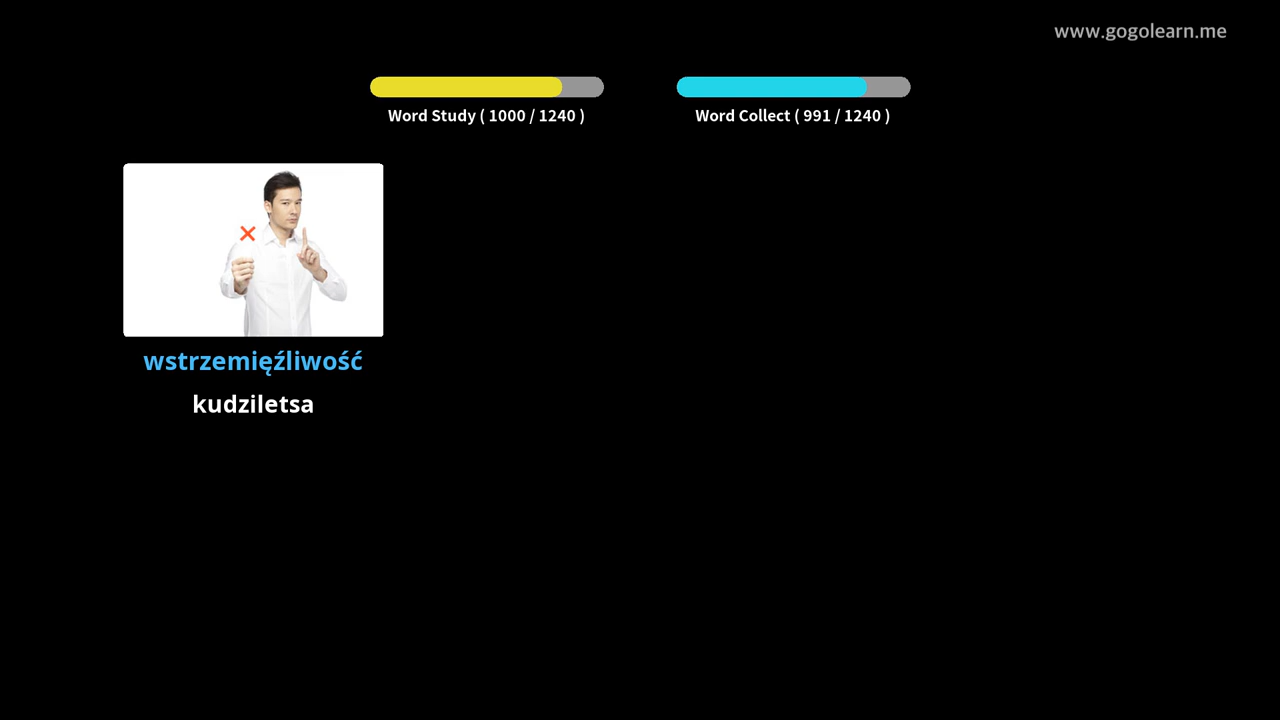 www.gogolearn.me
Word Study ( 1000 / 1240 )
Word Collect ( 991 / 1240 )
wstrzemięźliwość
kudziletsa